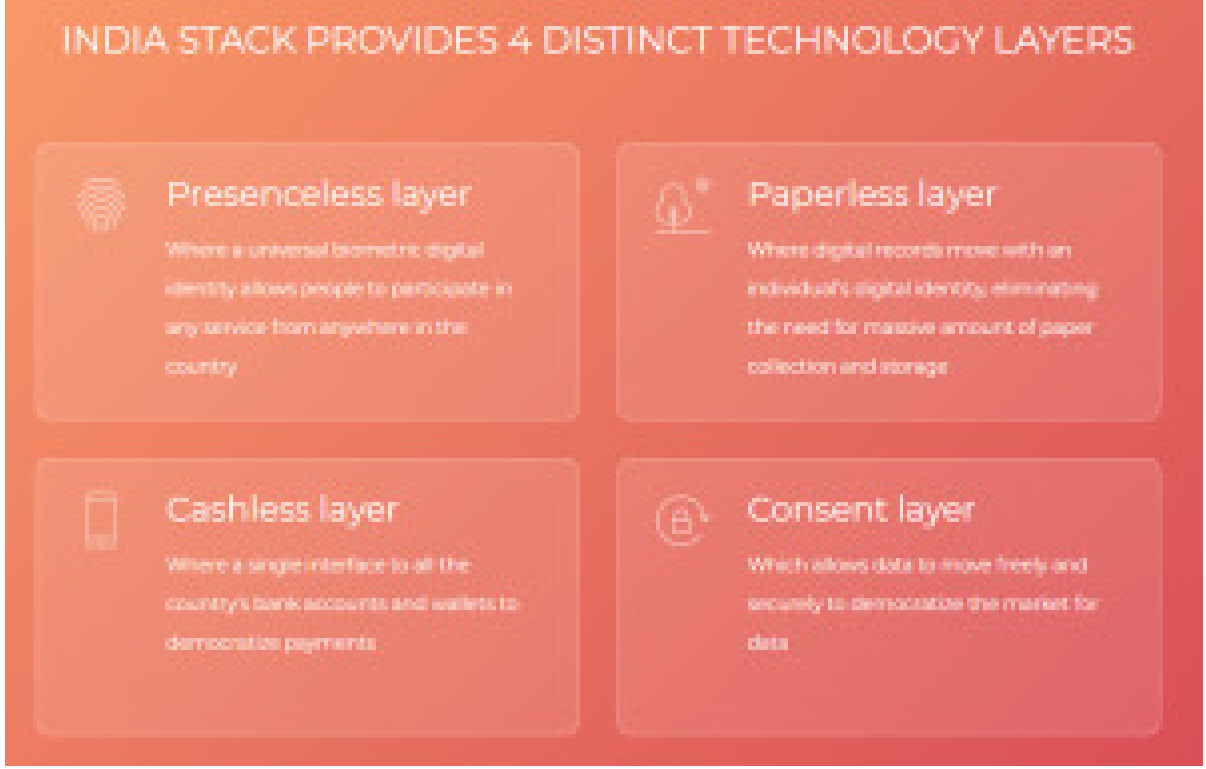 INDIA STACK PROVIDES 4 DISTINCT TECHNOLOGY LAYERS
Presenceless layer
Where a universal biometric digital
identity allows people to participate in
any service from anywhere in the
country
Paperless layer
Where digital records move with an
individual's digital identity, eliminating
the need for massive amount of paper
collection and storage
Cashless layer
Where a single interface to all the
country's bank accounts and wallets to
democratize payments
Consent layer
Which allows data to move freely and
securely to democratize the market for
data